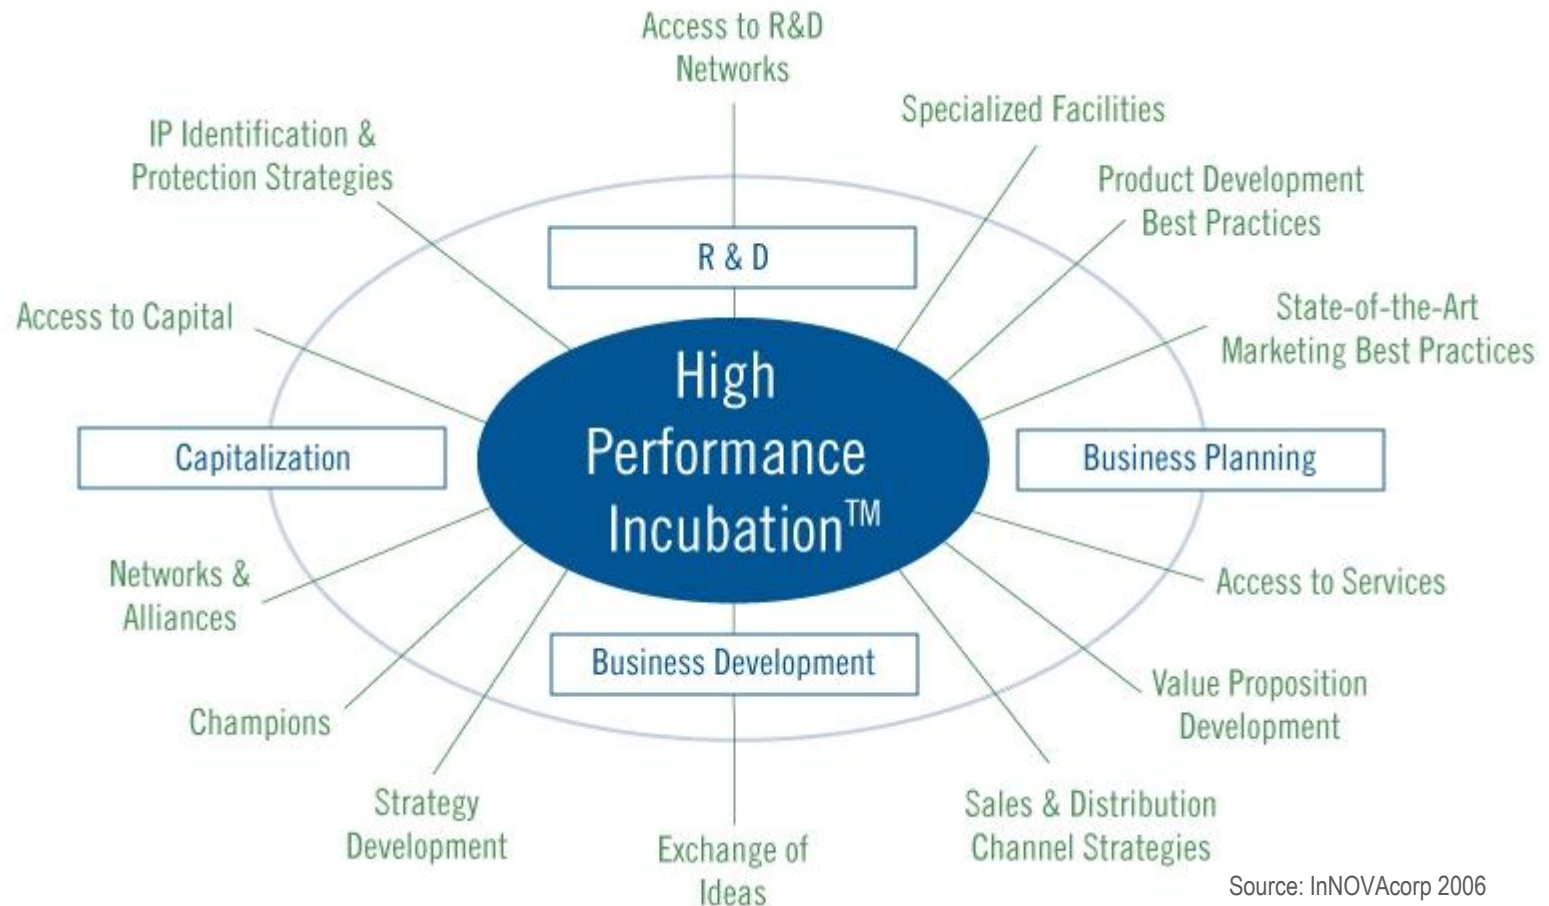 Access to R&D
Networks
Specialized Facilities
IP Identification &
Protection Strategies
Product Development
Best Practices
R & D
Access to Capital
State-of-the-Art
Marketing Best Practices
High
Performance
Incubation™
Capitalization
Business Planning
Networks &
Alliances
Access to Services
Business Development
Value Proposition
Development
Champions
Strategy
Development
Sales & Distribution
Channel Strategies
Exchange of
Ideas
Source: InNOVAcorp 2006